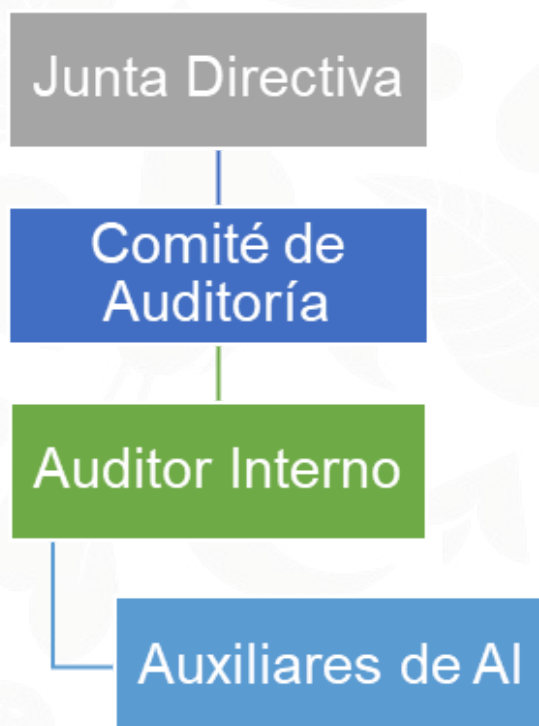 Junta Directiva
Comité de
Auditoría
Auditor Interno
Auxiliares de AI